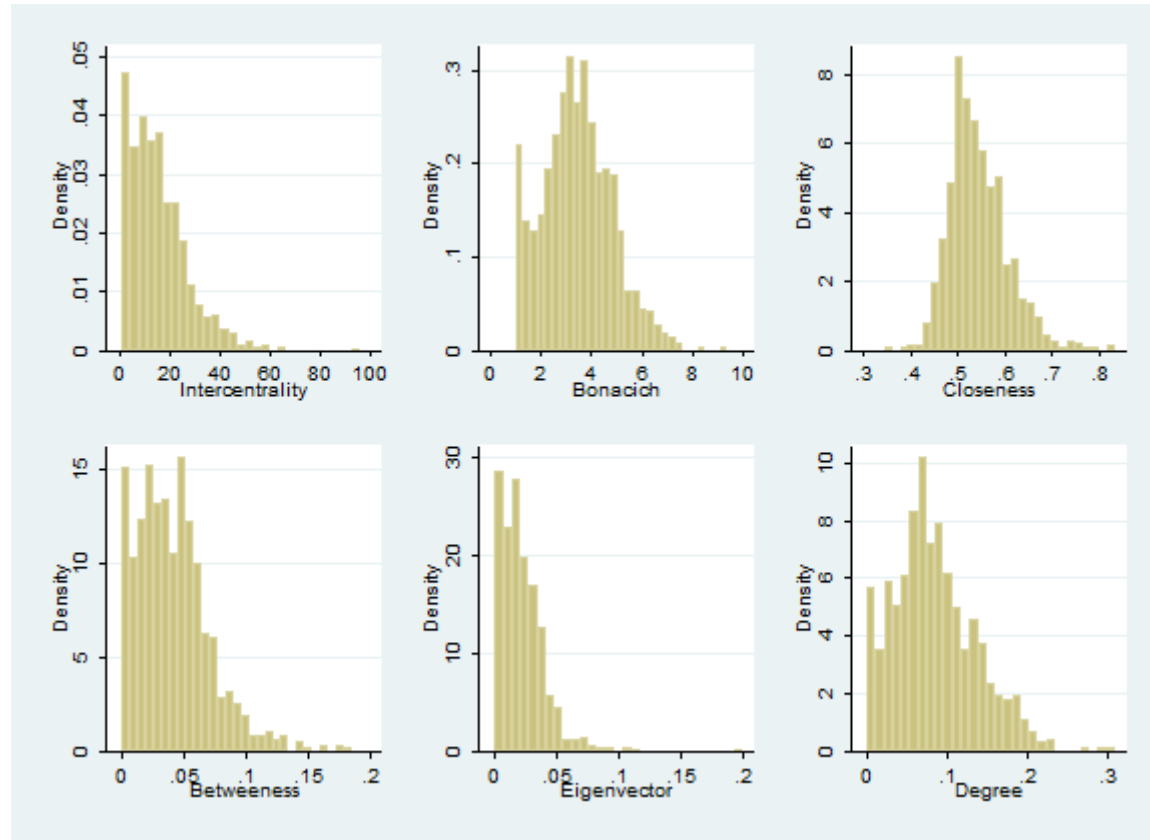 Density
.05
.04
.03
.02
.01
0
0 20 40 60 80 100
Intercentrality
Density
.3
.2
.1
0
0 2 4 6 8 10
Bonacich
Density
8
6
4
2
0
.3 .4 .5 .6 .7 .8
Closeness
Density
15
10
5
0
0 .05 .1 .15 .2
Betweeness
Density
30
20
10
0
0 .05 .1 .15 .2
Eigenvector
Density
10
8
6
4
2
0
0 .1 .2 .3
Degree